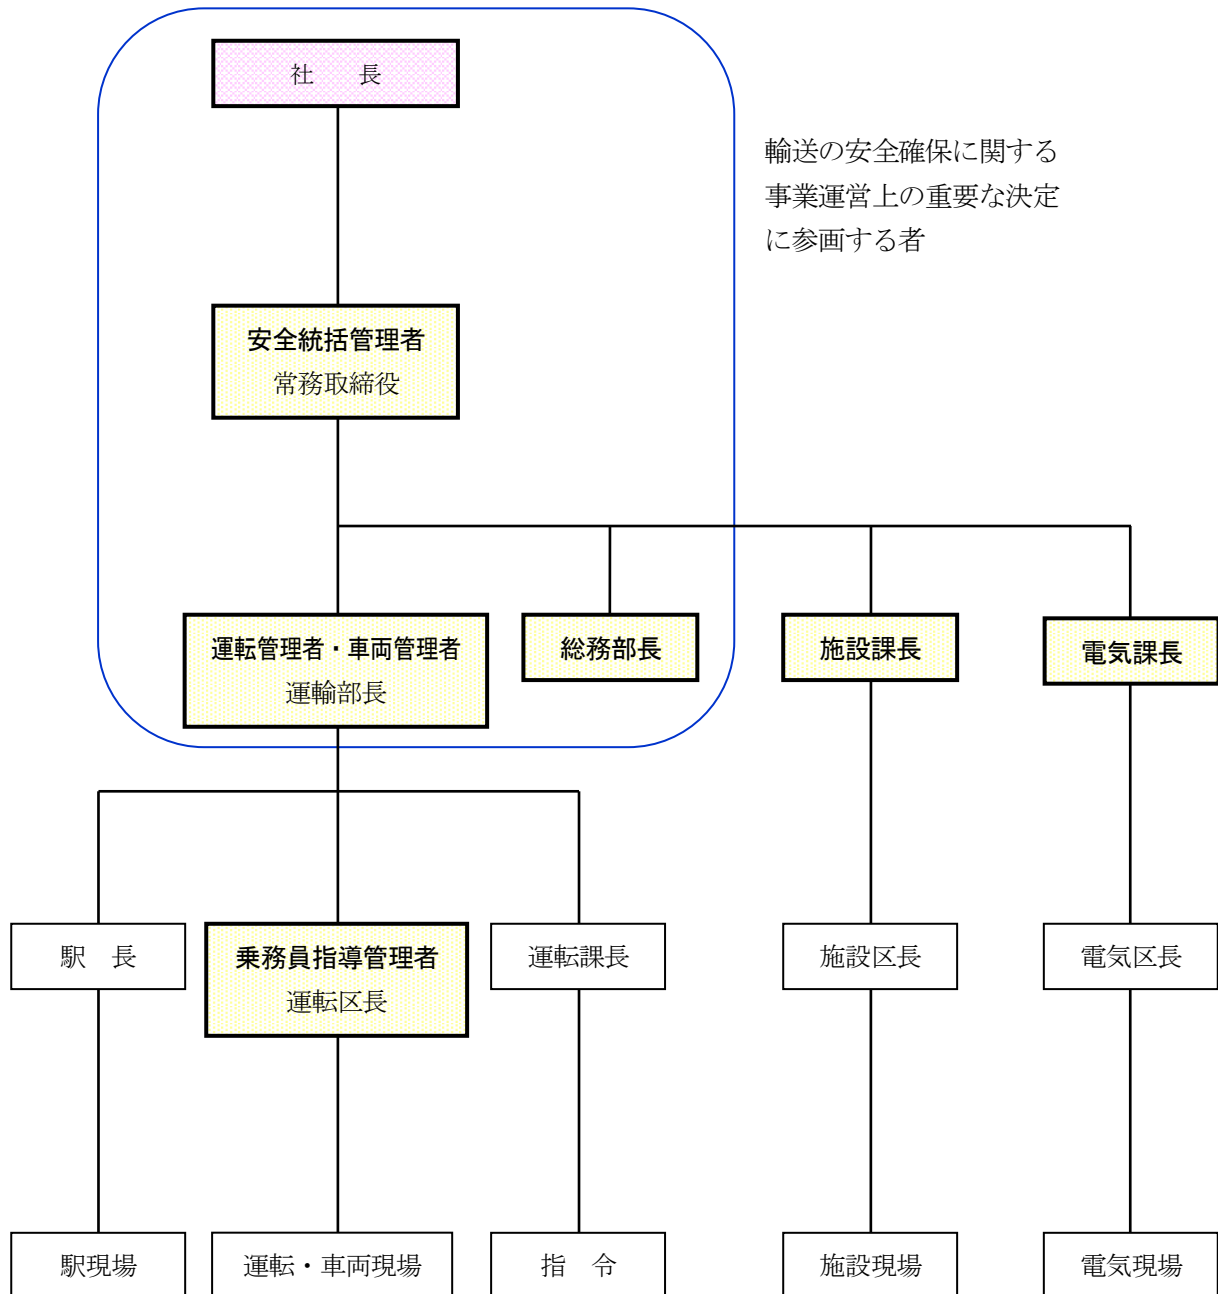 社　長
輸送の安全確保に関する
事業運営上の重要な決定
に参画する者
安全統括管理者
常務取締役
運転管理者・車両管理者
運輸部長
総務部長
施設課長
電気課長
駅　長
乗務員指導管理者
運転区長
運転課長
施設区長
電気区長
駅現場
運転・車両現場
指　令
施設現場
電気現場